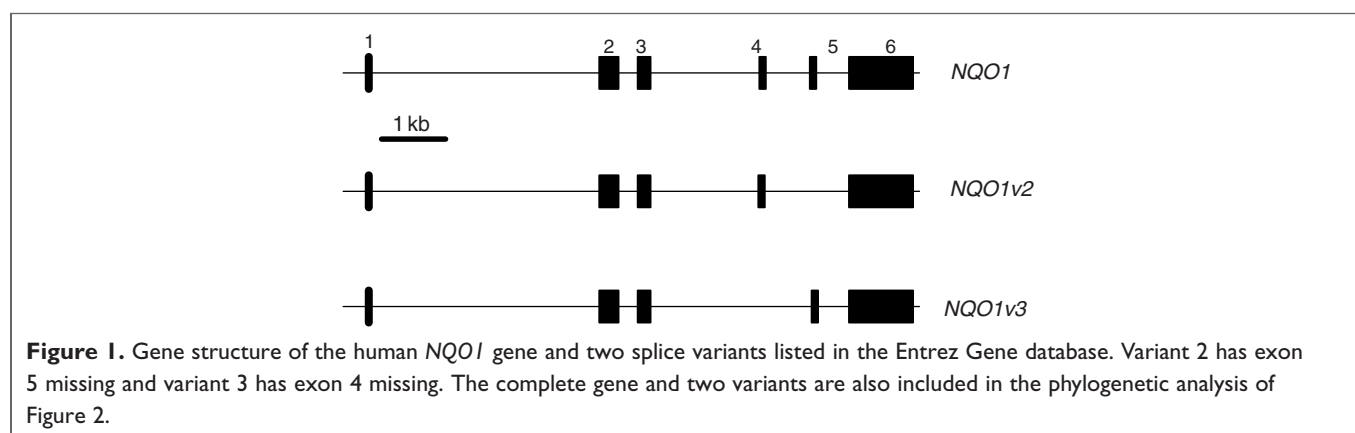 1 2 3 4 5 6
NQO1
1 kb
NQO1v2
NQO1v3
Figure 1. Gene structure of the human NQO1 gene and two splice variants listed in the Entrez Gene database. Variant 2 has exon
5 missing and variant 3 has exon 4 missing. The complete gene and two variants are also included in the phylogenetic analysis of
Figure 2.